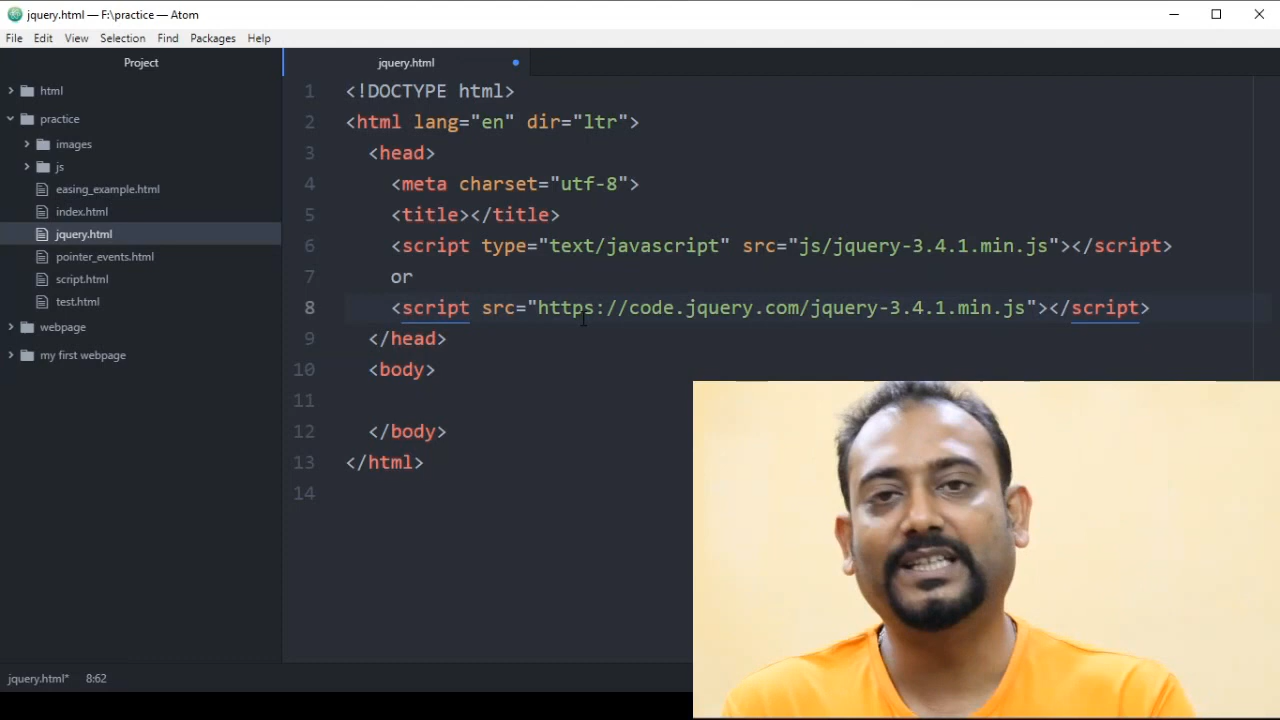 jquery.html — F:\practice — Atom
File Edit View Selection Find Packages Help
Project
html
practice
images
js
easing_example.html
index.html
jquery.html
pointer_events.html
script.html
test.html
webpage
my first webpage
jquery.html
1 <!DOCTYPE html>
2 <html lang="en" dir="ltr">
3 <head>
4 <meta charset="utf-8">
5 <title></title>
6 <script type="text/javascript" src="js/jquery-3.4.1.min.js"></script>
7 or
8 <script src="https://code.jquery.com/jquery-3.4.1.min.js"></script>
9 </head>
10 <body>
11
12 </body>
13 </html>
14
jquery.html* 8:62